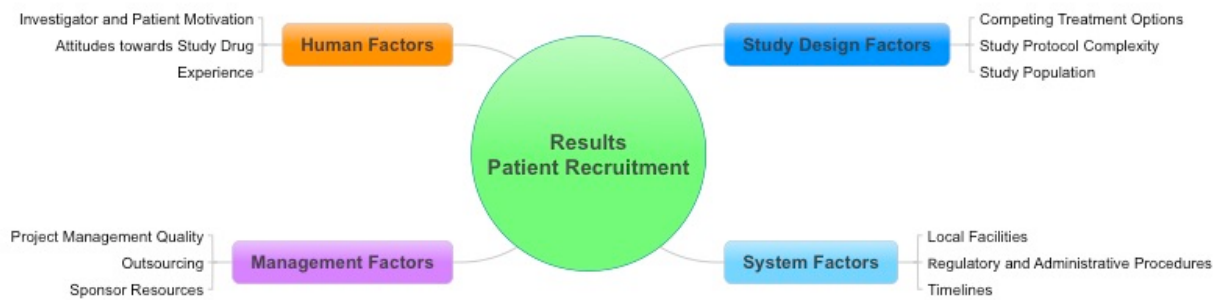 Investigator and Patient Motivation
Attitudes towards Study Drug
Experience
Human Factors
Study Design Factors
Competing Treatment Options
Study Protocol Complexity
Study Population
Results
Patient Recruitment
Project Management Quality
Outsourcing
Sponsor Resources
Management Factors
System Factors
Local Facilities
Regulatory and Administrative Procedures
Timelines